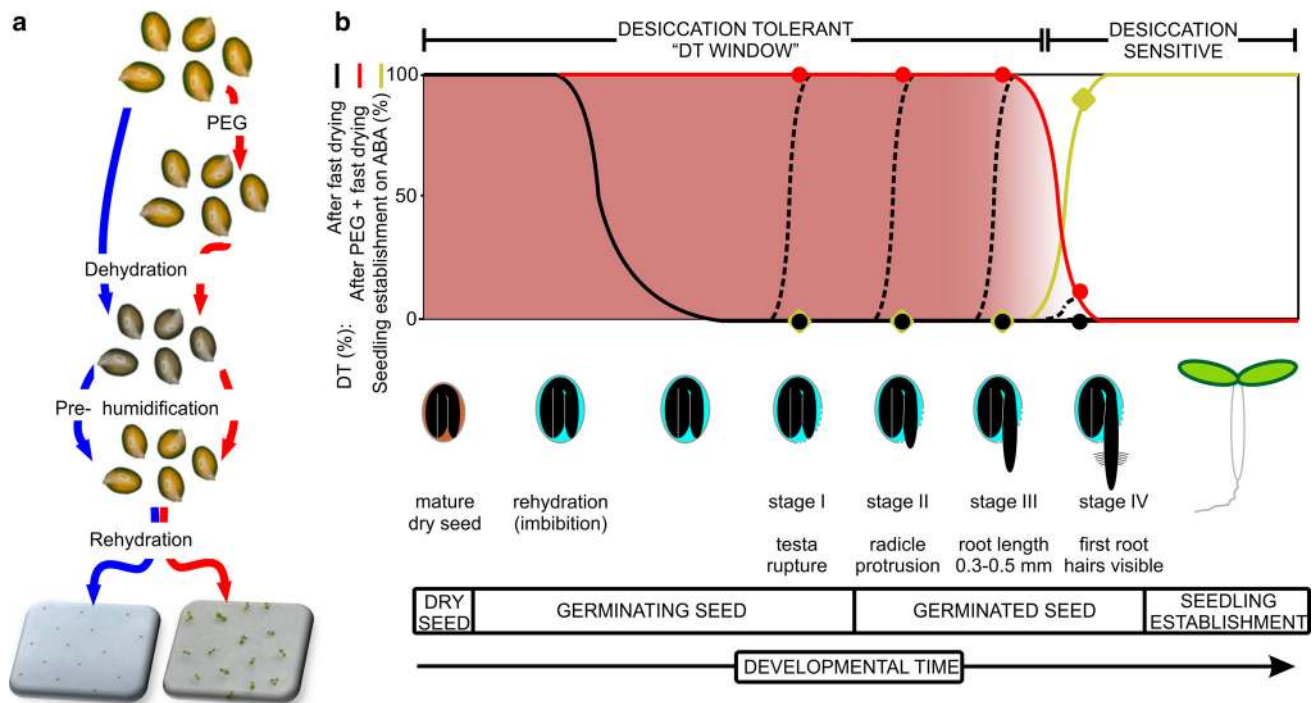 a
PEG
Dehydration
Pre- humidification
Rehydration
b
DESICCATION TOLERANT
“DT WINDOW”
DESICCATION
SENSITIVE
DT (%):
After fast drying
After PEG + fast drying
Seedling establishment on ABA (%)
100
50
0
mature
dry seed
rehydration
(imbibition)
stage I
testa
rupture
stage II
radicle
protrusion
stage III
root length
0.3-0.5 mm
stage IV
first root
hairs visible
DRY
SEED
GERMINATING SEED
GERMINATED SEED
SEEDLING
ESTABLISHMENT
DEVELOPMENTAL TIME